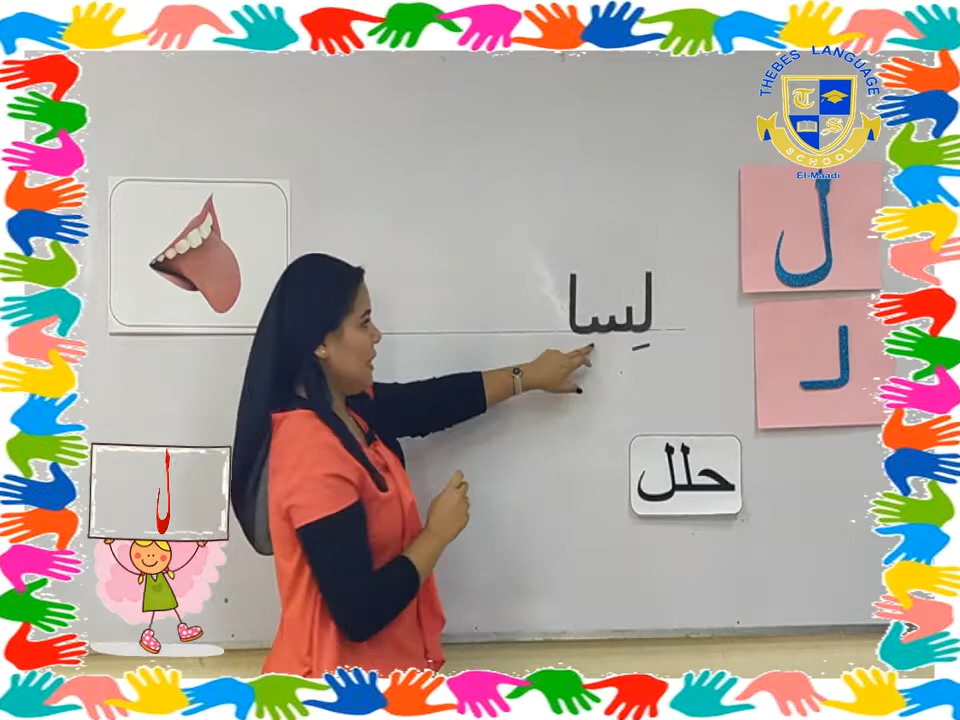 THEBES LANGUAGE
T S
SCHOOL
El-Maadi
ل
لِسا
لـ
حلل
ل